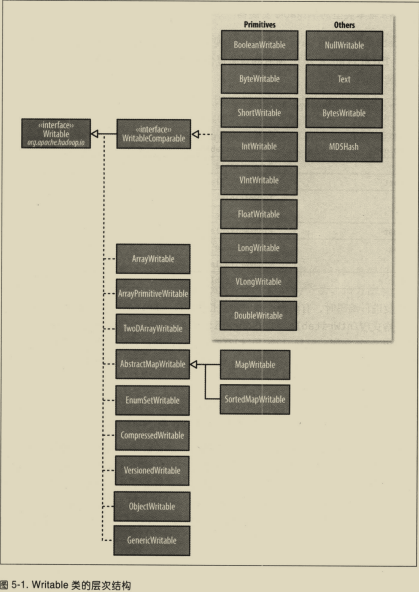 Primitives
Others
BooleanWritable
NullWritable
ByteWritable
Text
ShortWritable
BytesWritable
IntWritable
MD5Hash
VIntWritable
FloatWritable
LongWritable
VLongWritable
DoubleWritable
«interface»
Writable
org.apache.hadoop.io
«interface»
WritableComparable
ArrayWritable
ArrayPrimitiveWritable
TwoDArrayWritable
AbstractMapWritable
MapWritable
SortedMapWritable
EnumSetWritable
CompressedWritable
VersionedWritable
ObjectWritable
GenericWritable
图 5-1. Writable 类的层次结构